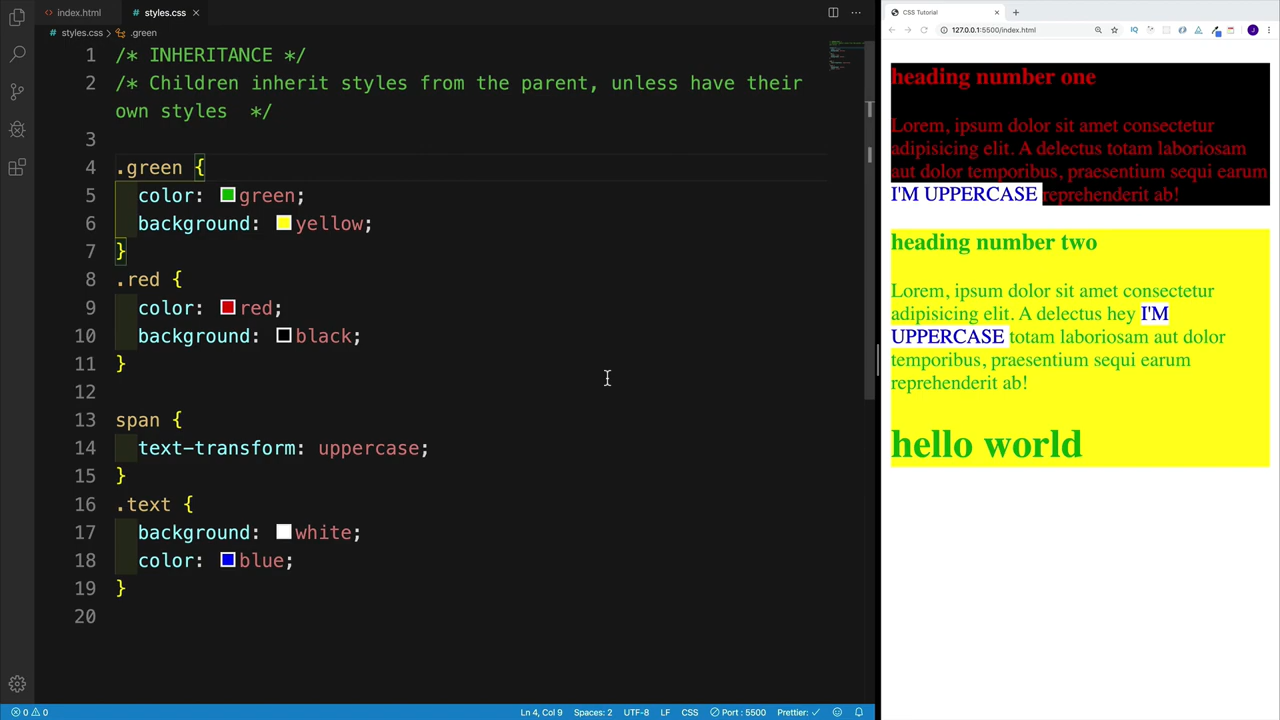 index.html
styles.css
styles.css > .green
1 /* INHERITANCE */
2 /* Children inherit styles from the parent, unless have their
own styles  */
3
4 .green {
5 color: green;
6 background: yellow;
7 }
8 .red {
9 color: red;
10 background: black;
11 }
12
13 span {
14 text-transform: uppercase;
15 }
16 .text {
17 background: white;
18 color: blue;
19 }
20
0 0
Ln 4, Col 9
Spaces: 2
UTF-8
LF
CSS
Port : 5500
Prettier: ✓
CSS Tutorial
127.0.0.1:5500/index.html
IQ
J
heading number one
Lorem, ipsum dolor sit amet consectetur
adipisicing elit. A delectus totam laboriosam
aut dolor temporibus, praesentium sequi earum
I'M UPPERCASE reprehenderit ab!
heading number two
Lorem, ipsum dolor sit amet consectetur
adipisicing elit. A delectus hey I'M
UPPERCASE totam laboriosam aut dolor
temporibus, praesentium sequi earum
reprehenderit ab!
hello world